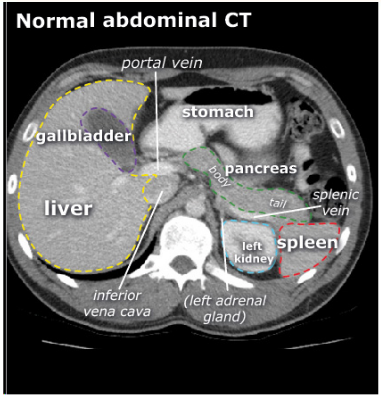 Normal abdominal CT
portal vein
stomach
gallbladder
pancreas
body
tail
splenic
vein
liver
left
kidney
spleen
inferior
vena cava
(left adrenal
gland)